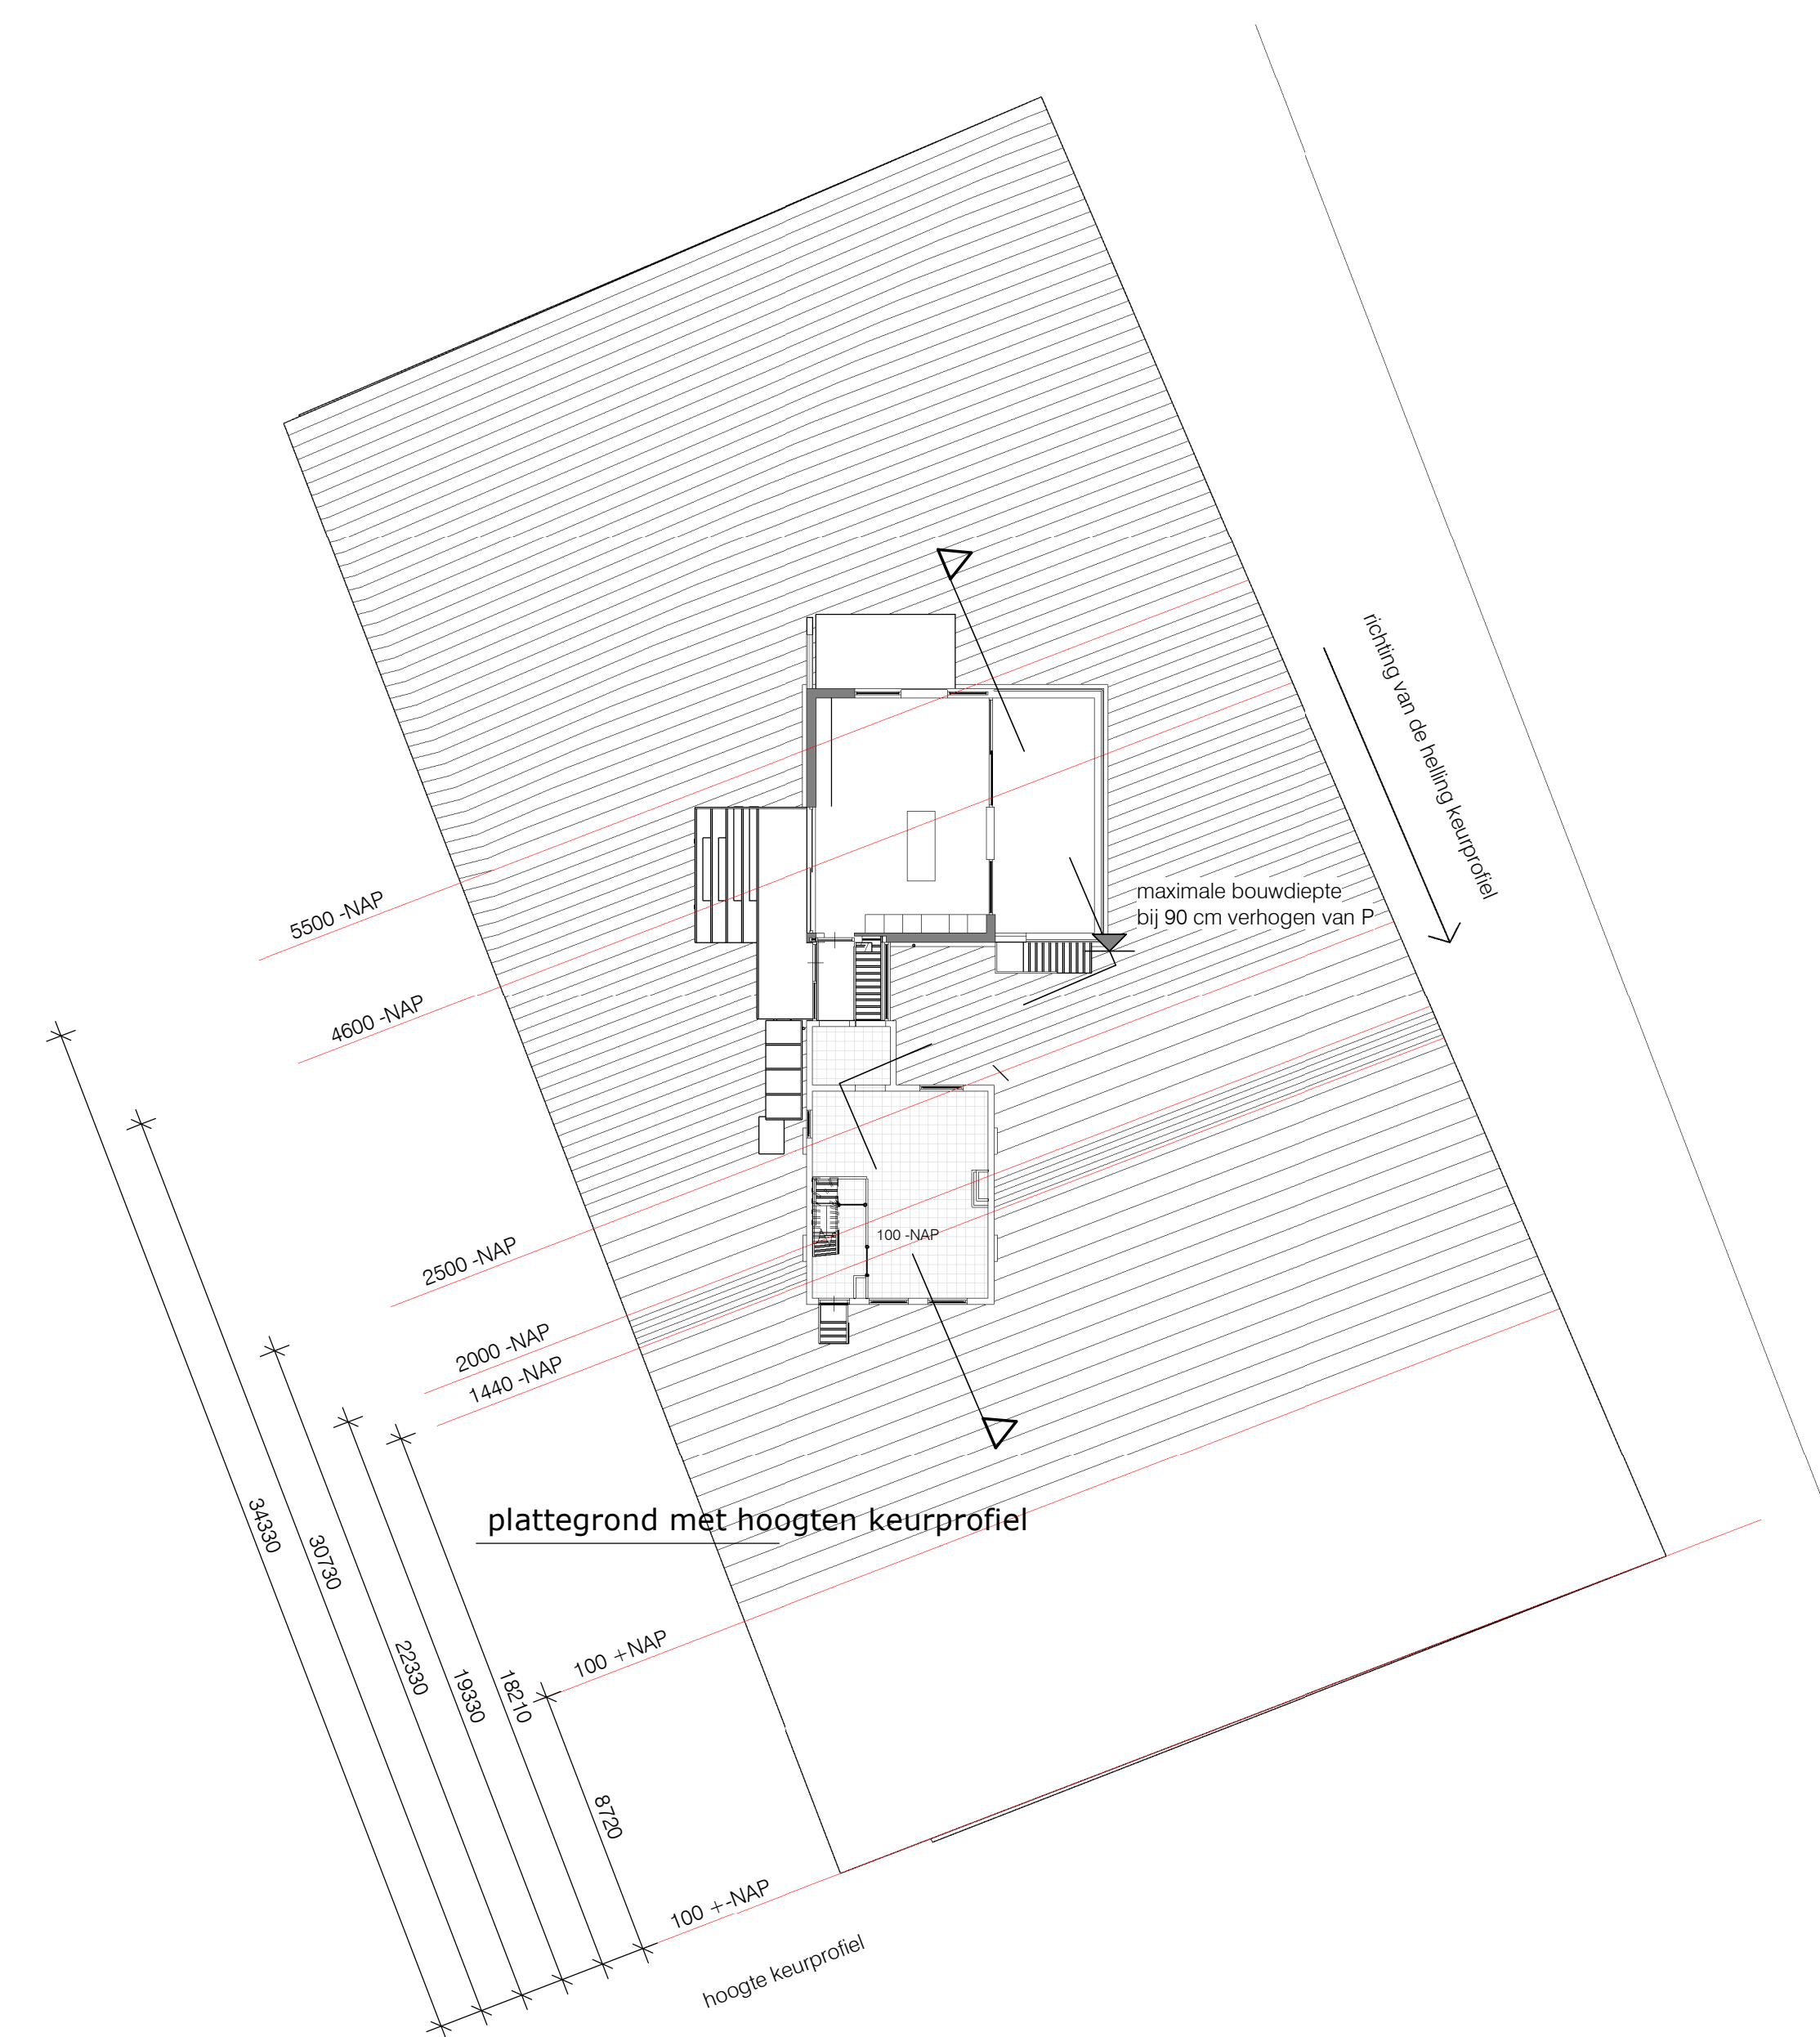 richting van de helling keurprofiel
maximale bouwdiepte
bij 90 cm verhogen van P
5500 -NAP
4600 -NAP
2500 -NAP
100 -NAP
2000 -NAP
1440 -NAP
plattegrond met hoogten keurprofiel
34330
30730
22330
19330
18210
100 +NAP
8720
100 +-NAP
hoogte keurprofiel